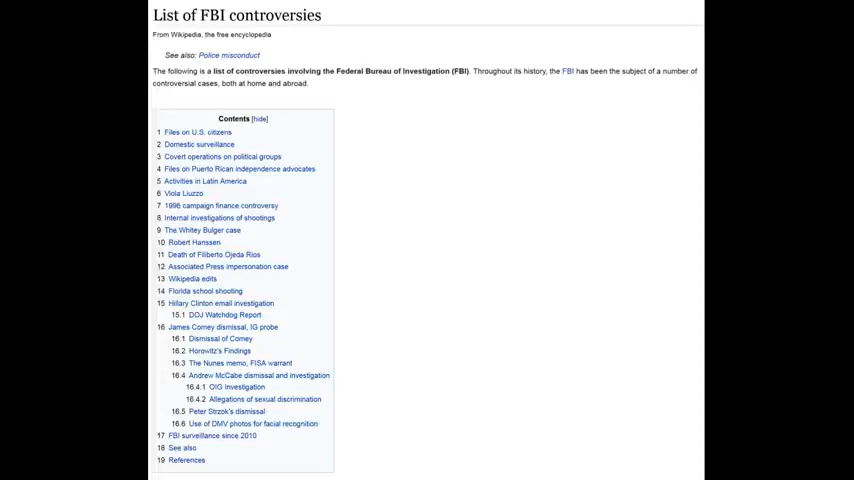 List of FBI controversies
From Wikipedia, the free encyclopedia
See also: Police misconduct
The following is a list of controversies involving the Federal Bureau of Investigation (FBI). Throughout its history, the FBI has been the subject of a number of
controversial cases, both at home and abroad.
Contents [hide]
1 Files on U.S. citizens
2 Domestic surveillance
3 Covert operations on political groups
4 Files on Puerto Rican independence advocates
5 Activities in Latin America
6 Viola Liuzzo
7 1996 campaign finance controversy
8 Internal investigations of shootings
9 The Whitey Bulger case
10 Robert Hanssen
11 Death of Filiberto Ojeda Rios
12 Associated Press impersonation case
13 Wikipedia edits
14 Florida school shooting
15 Hillary Clinton email investigation
15.1 DOJ Watchdog Report
16 James Comey dismissal, IG probe
16.1 Dismissal of Comey
16.2 Horowitz's Findings
16.3 The Nunes memo, FISA warrant
16.4 Andrew McCabe dismissal and investigation
16.4.1 OIG Investigation
16.4.2 Allegations of sexual discrimination
16.5 Peter Strzok's dismissal
16.6 Use of DMV photos for facial recognition
17 FBI surveillance since 2010
18 See also
19 References